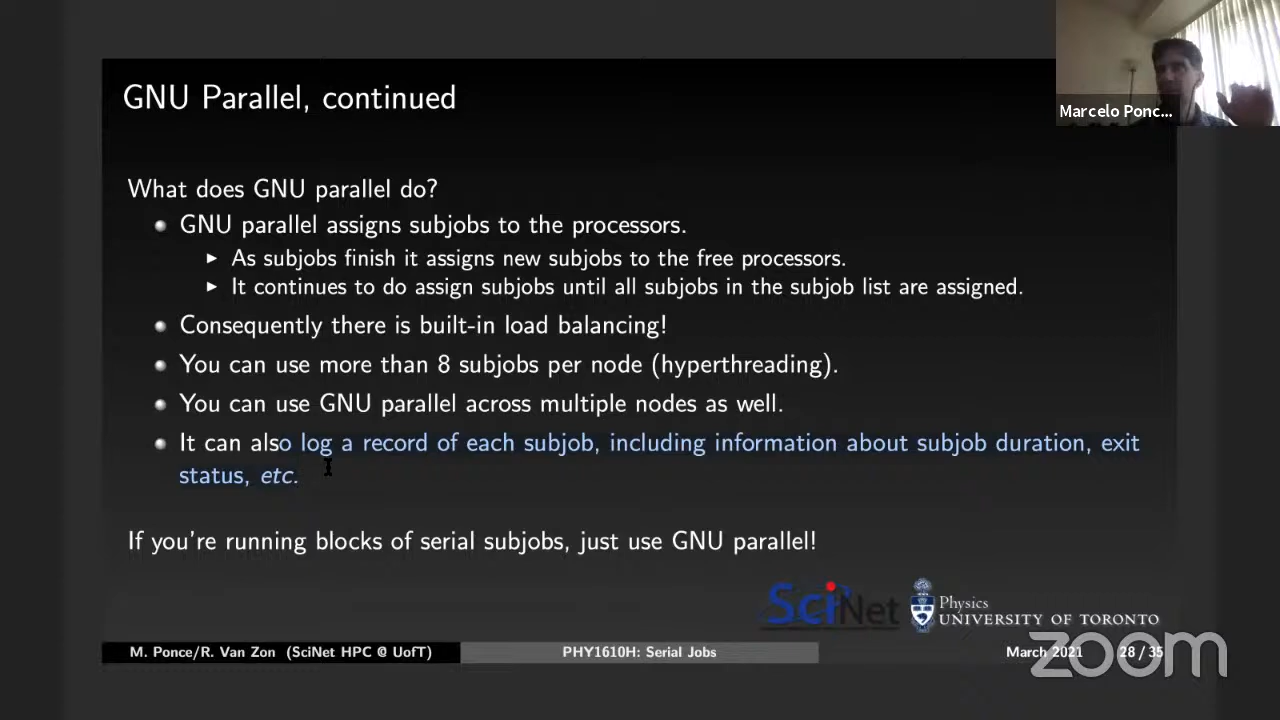 GNU Parallel, continued
Marcelo Ponc...
What does GNU parallel do?
GNU parallel assigns subjobs to the processors.
As subjobs finish it assigns new subjobs to the free processors.
It continues to do assign subjobs until all subjobs in the subjob list are assigned.
Consequently there is built-in load balancing!
You can use more than 8 subjobs per node (hyperthreading).
You can use GNU parallel across multiple nodes as well.
It can also log a record of each subjob, including information about subjob duration, exit
status, etc.
If you're running blocks of serial subjobs, just use GNU parallel!
SciNet
Physics
UNIVERSITY OF TORONTO
M. Ponce/R. Van Zon (SciNet HPC @ UofT)
PHY1610H: Serial Jobs
March 2021
28 / 35
zoom